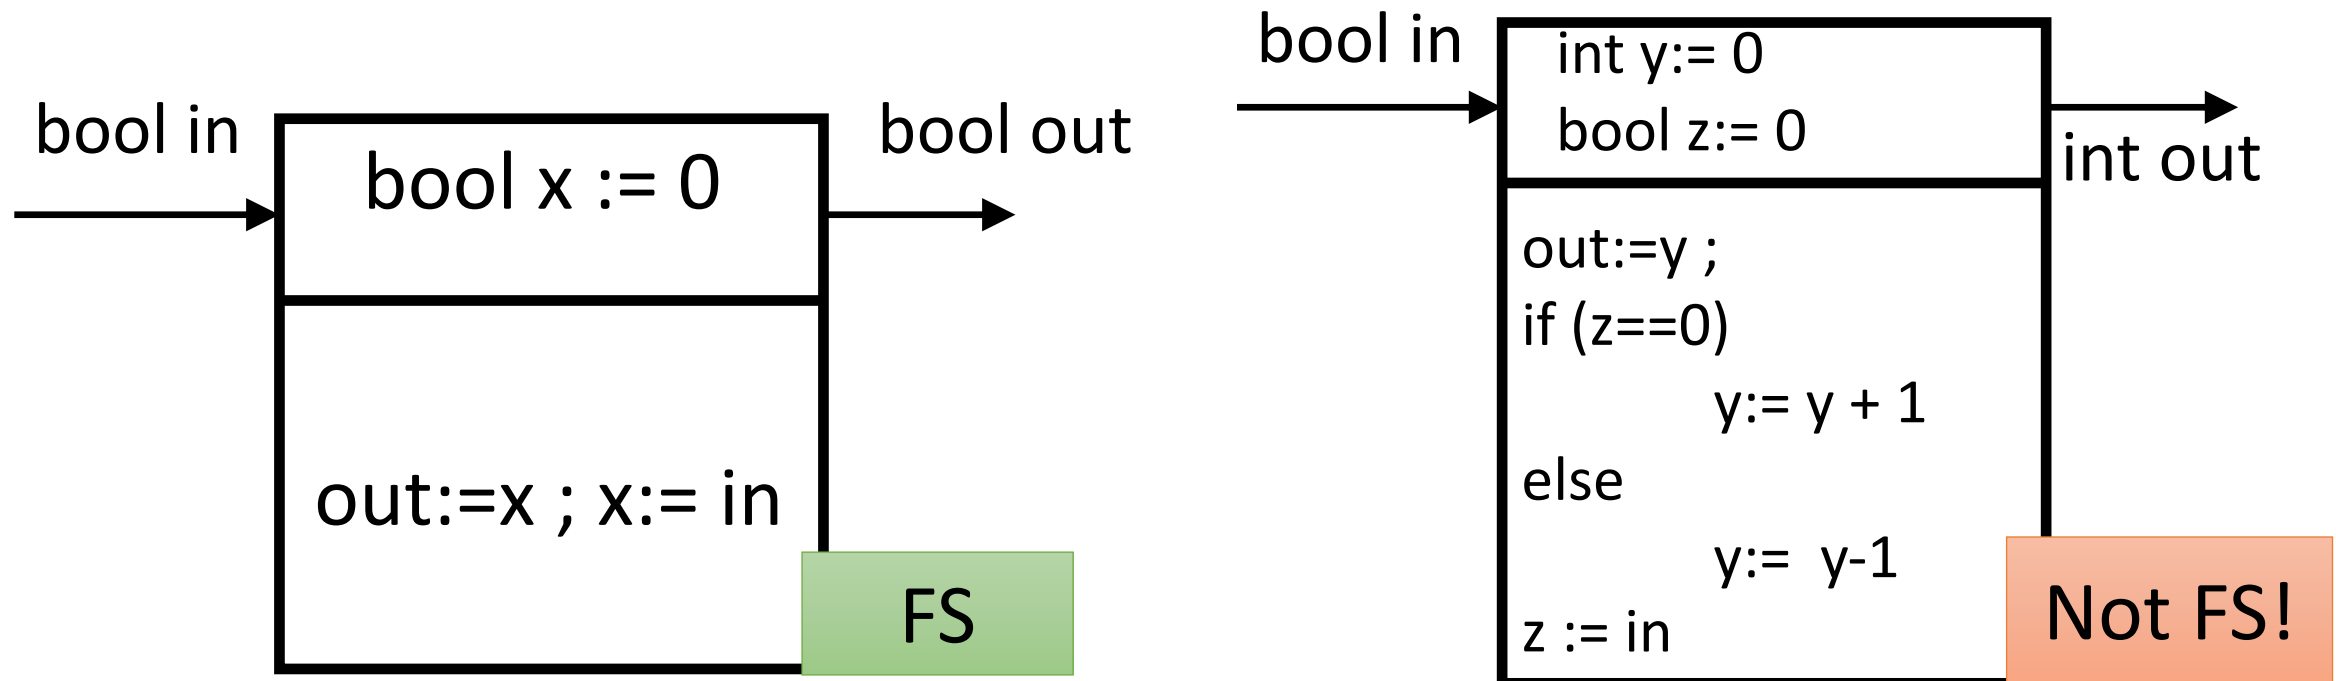 bool in
bool x := 0
bool out
out:=x ; x:= in
FS
bool in
int y:= 0
bool z:= 0
int out
out:=y ;
if (z==0)
y:= y + 1
else
y:=  y-1
z := in
Not FS!